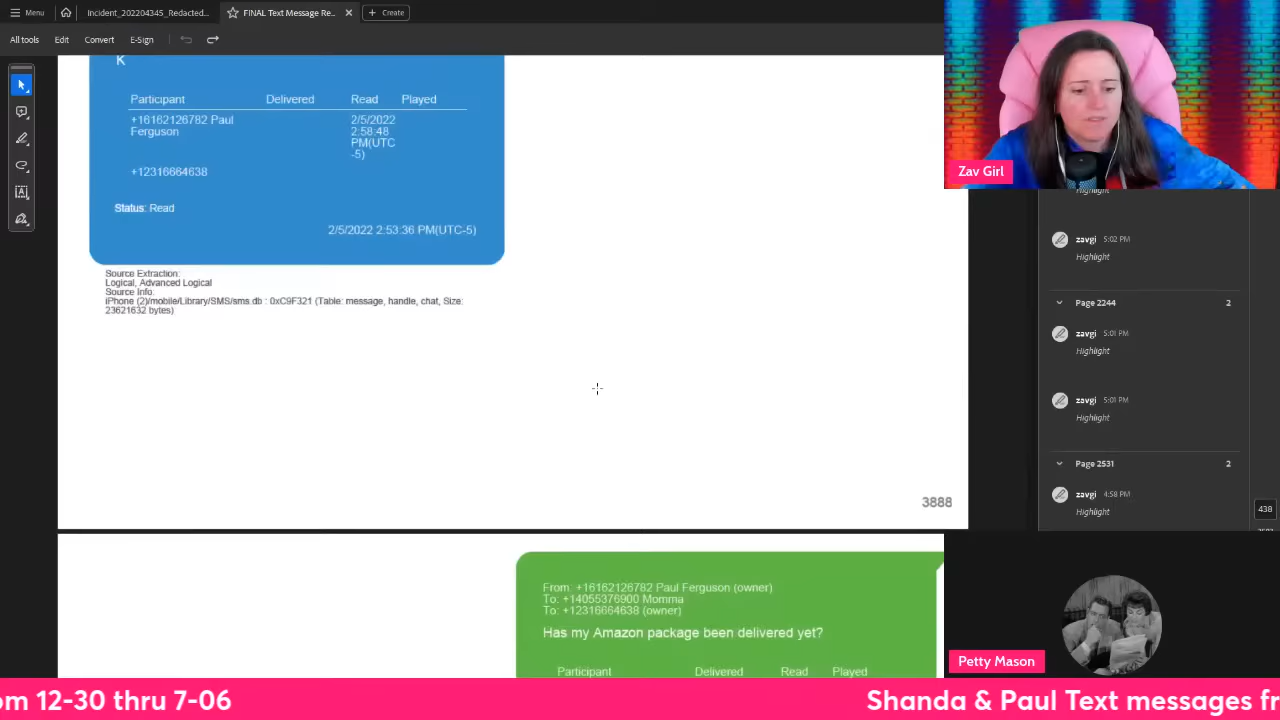 Menu
Incident_202204345_Redacted...
FINAL Text Message Re...
Create
All tools
Edit
Convert
E-Sign
K
Participant Delivered Read Played
+16162126782 Paul
Ferguson
2/5/2022
2:58:48
PM(UTC
-5)
+12316664638
Status: Read
2/5/2022 2:53:36 PM(UTC-5)
Source Extraction:
Logical, Advanced Logical
Source Info:
iPhone (2)/mobile/Library/SMS/sms.db : 0xC9F321 (Table: message, handle, chat, Size:
23621632 bytes)
3888
From: +16162126782 Paul Ferguson (owner)
To: +14055376900 Momma
To: +12316664638 (owner)
Has my Amazon package been delivered yet?
Participant Delivered Read Played
Zav Girl
Highlight
zavgi 5:02 PM
Highlight
Page 2244 2
zavgi 5:01 PM
Highlight
zavgi 5:01 PM
Highlight
Page 2531 2
zavgi 4:58 PM
Highlight
438
Petty Mason
om 12-30 thru 7-06
Shanda & Paul Text messages fr